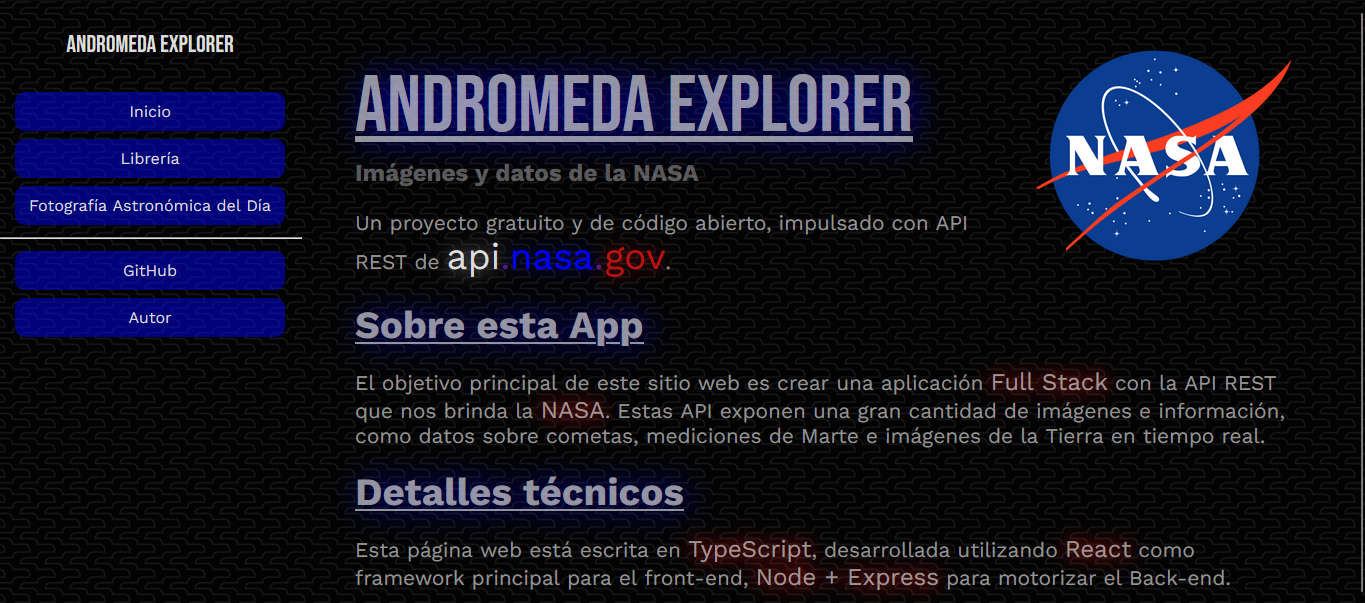 ANDROMEDA EXPLORER
Inicio
Librería
Fotografía Astronómica del Día
GitHub
Autor
ANDROMEDA EXPLORER
Imágenes y datos de la NASA
Un proyecto gratuito y de código abierto, impulsado con API
REST de api.nasa.gov.
NASA
Sobre esta App
El objetivo principal de este sitio web es crear una aplicación Full Stack con la API REST
que nos brinda la NASA. Estas API exponen una gran cantidad de imágenes e información,
como datos sobre cometas, mediciones de Marte e imágenes de la Tierra en tiempo real.
Detalles técnicos
Esta página web está escrita en TypeScript, desarrollada utilizando React como
framework principal para el front-end, Node + Express para motorizar el Back-end.